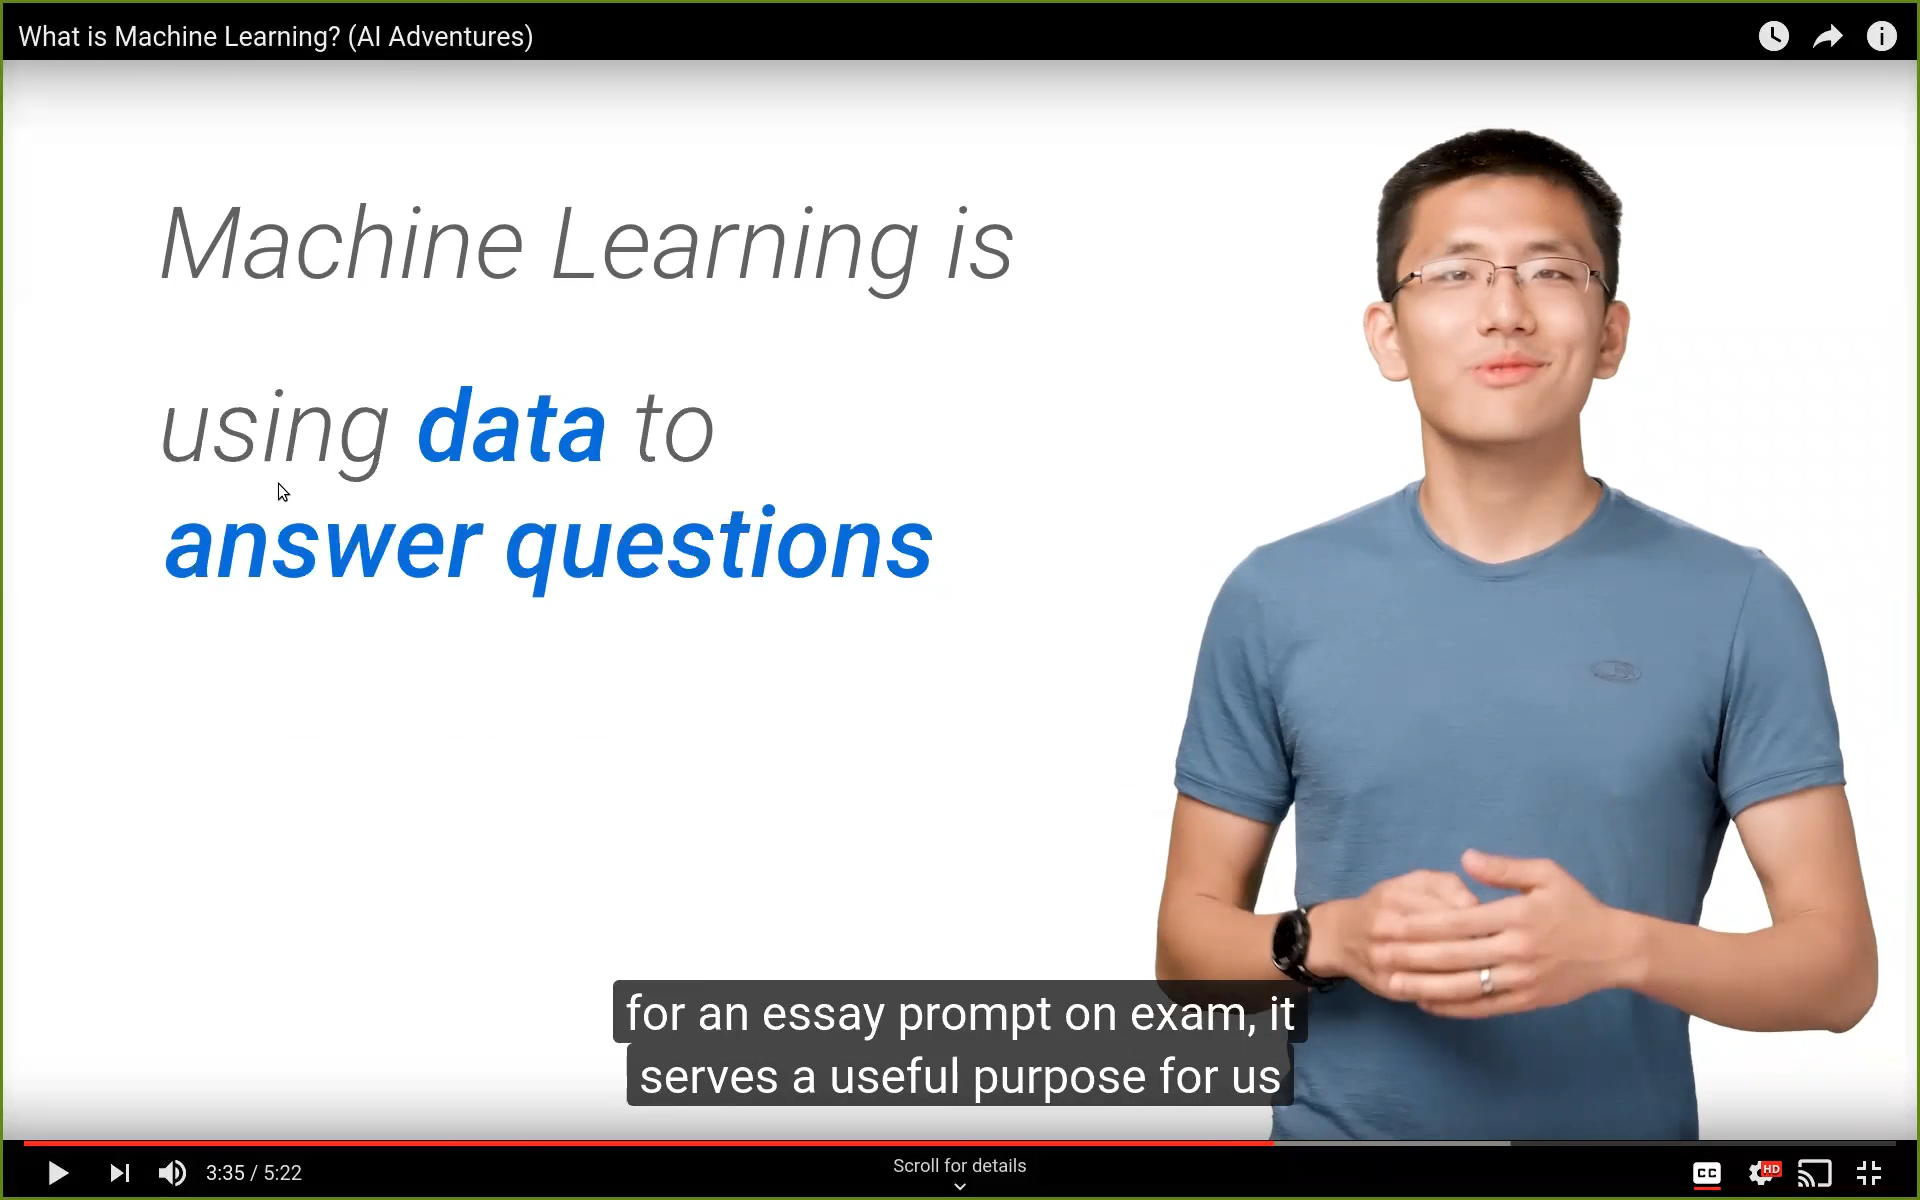 What is Machine Learning? (AI Adventures)
Machine Learning is
using data to
answer questions
for an essay prompt on exam, it
serves a useful purpose for us
3:35 / 5:22
Scroll for details
CC
HD